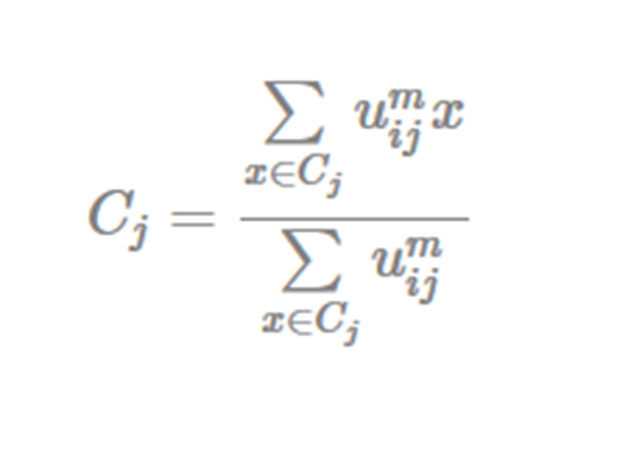 C_j = \frac{\sum_{x \in C_j} u_{ij}^m x}{\sum_{x \in C_j} u_{ij}^m}